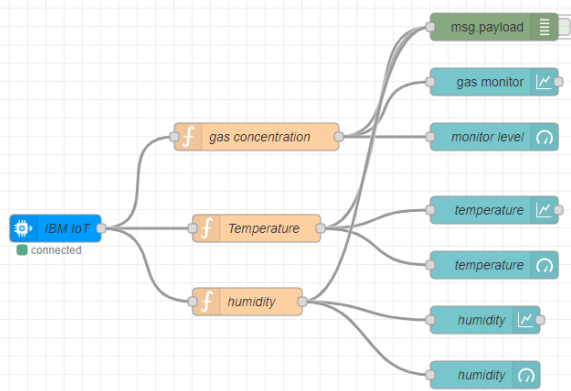 msg.payload
gas monitor
gas concentration
monitor level
temperature
IBM IoT
Temperature
connected
temperature
humidity
humidity
humidity